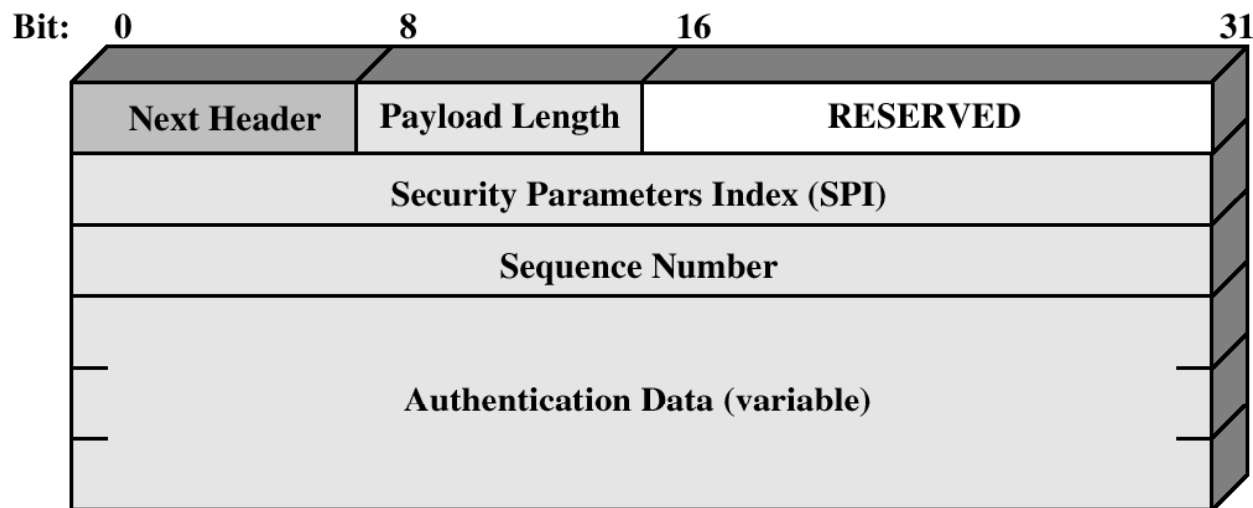 Bit: 0 8 16 31
Next Header Payload Length RESERVED
Security Parameters Index (SPI)
Sequence Number
Authentication Data (variable)